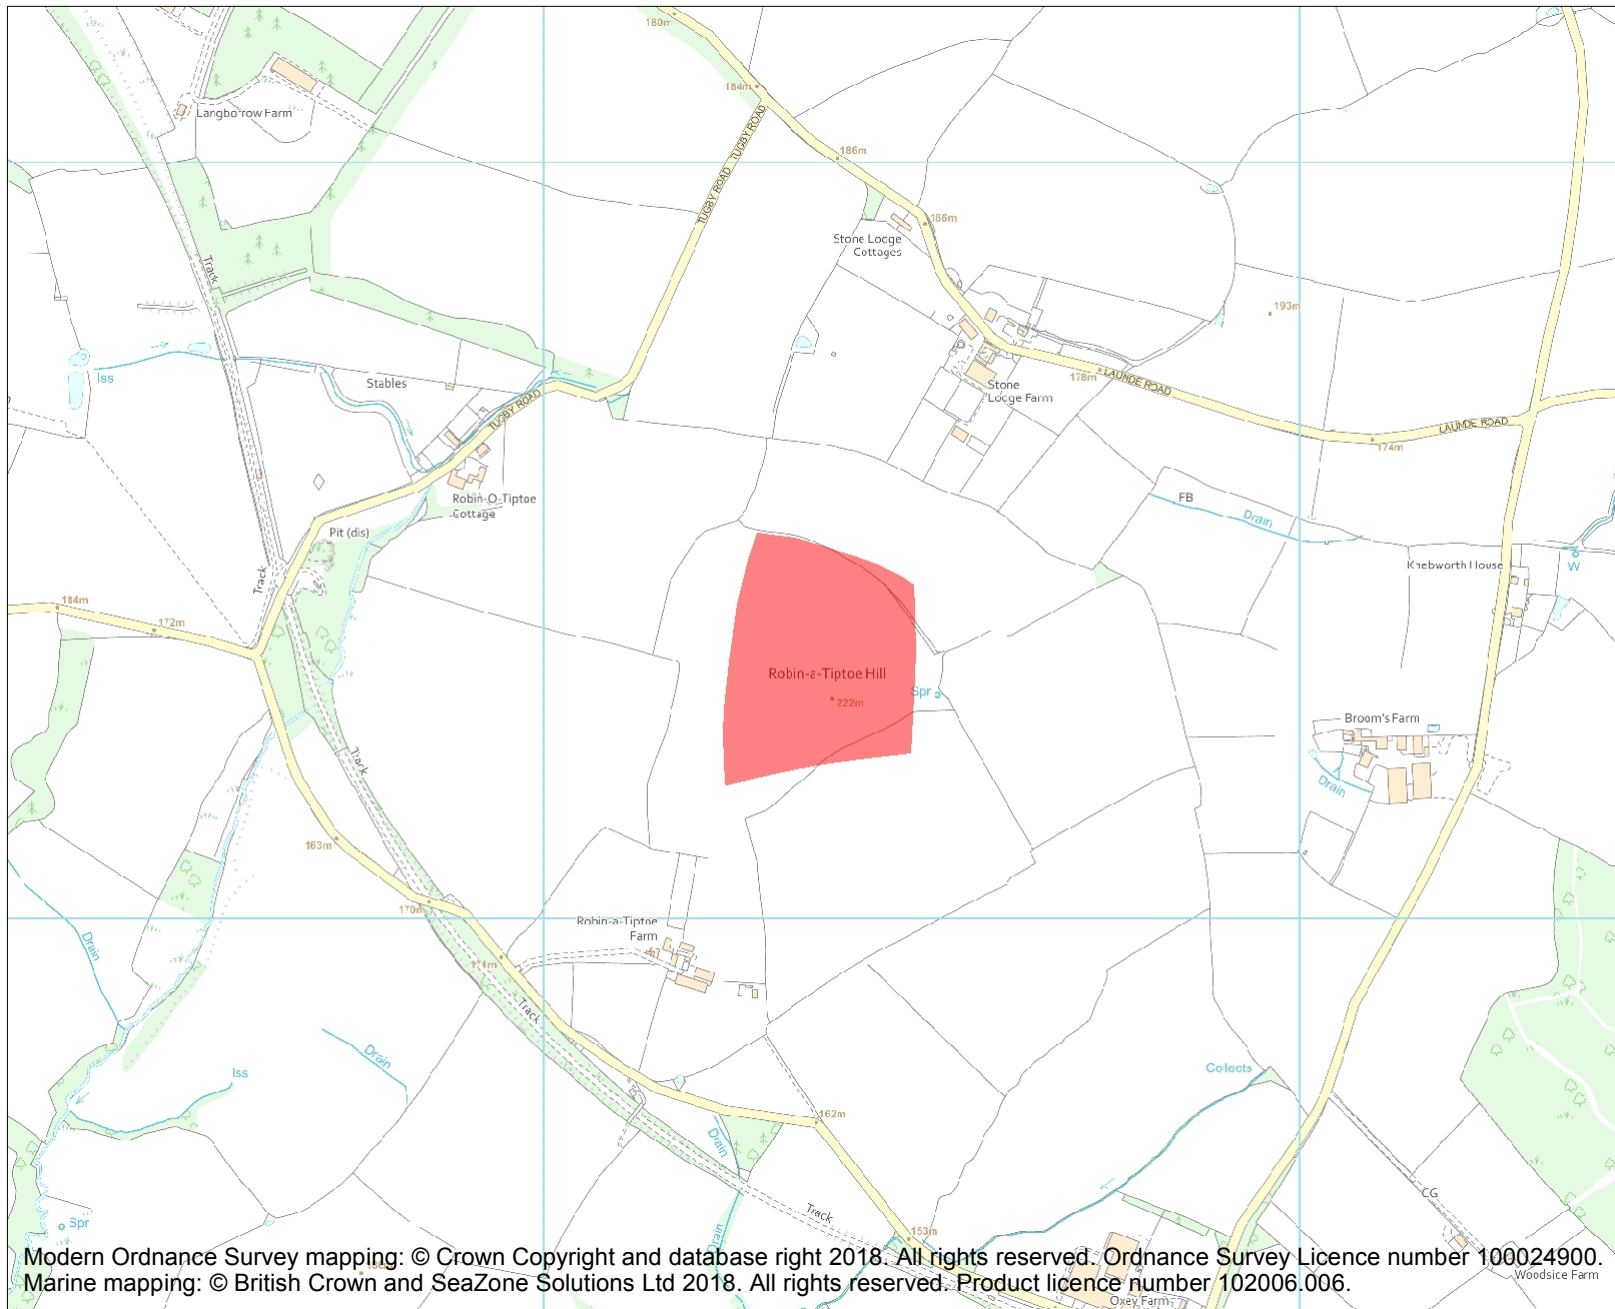 180m
184m
Langborrow Farm
TUGBY ROAD
TUGBY ROAD
186m
186m
Stone Lodge
Cottages
Track
193m
Iss
Stables
TUGBY ROAD
178m
LAUNDE ROAD
Stone
Lodge Farm
LAUNDE ROAD
174m
Robin-O-Tiptoe
Cottage
FB
Drain
Pit (dis)
Knebworth House
W
Track
184m
172m
Robin-a-Tiptoe Hill
222m
Spr
Broom's Farm
Track
Drain
163m
170m
Robin-a-Tiptoe
Farm
Drain
Track
Drain
Iss
Collects
162m
Drain
CG
Track
Spr
153m
Drain
Modern Ordnance Survey mapping: © Crown Copyright and database right 2018. All rights reserved. Ordnance Survey Licence number 100024900.
Marine mapping: © British Crown and SeaZone Solutions Ltd 2018. All rights reserved. Product licence number 102006.006.
Woodside Farm
Oxey Farm